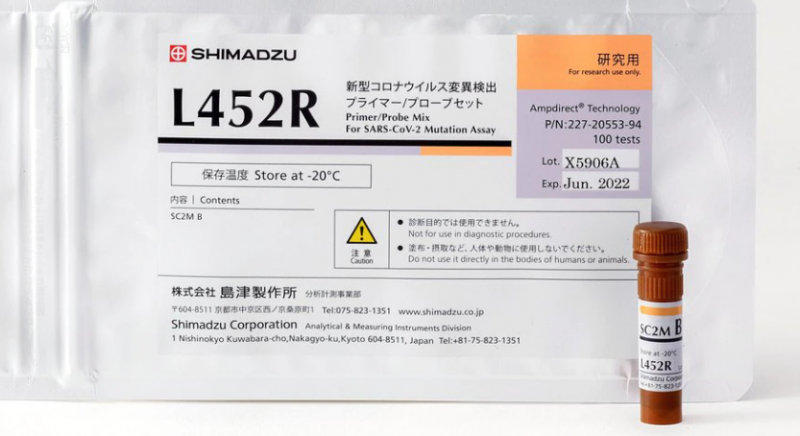 SHIMADZU
L452R
新型コロナウイルス変異検出
プライマー/プローブセット
Primer/Probe Mix
For SARS-CoV-2 Mutation Assay
研究用
For research use only.
Ampdirect® Technology
P/N:227-20553-94
100 tests
Lot. X5906A
Exp. Jun. 2022
保存温度 Store at -20°C
内容 | Contents
SC2M B
注意
Caution
● 診断目的では使用できません。
Not for use in diagnostic procedures.
● 塗布・摂取など、人体や動物に使用しないでください。
Do not use it directly in the bodies of humans or animals.
株式会社 島津製作所 分析計測事業部
〒604-8511 京都市中京区西ノ京桑原町1 Tel:075-823-1351 www.shimadzu.co.jp
Shimadzu Corporation Analytical & Measuring Instruments Division
1 Nishinokyo Kuwabara-cho,Nakagyo-ku,Kyoto 604-8511, Japan Tel:+81-75-823-1351
SC2M B
Store at -20°C
L452R
Shimadzu